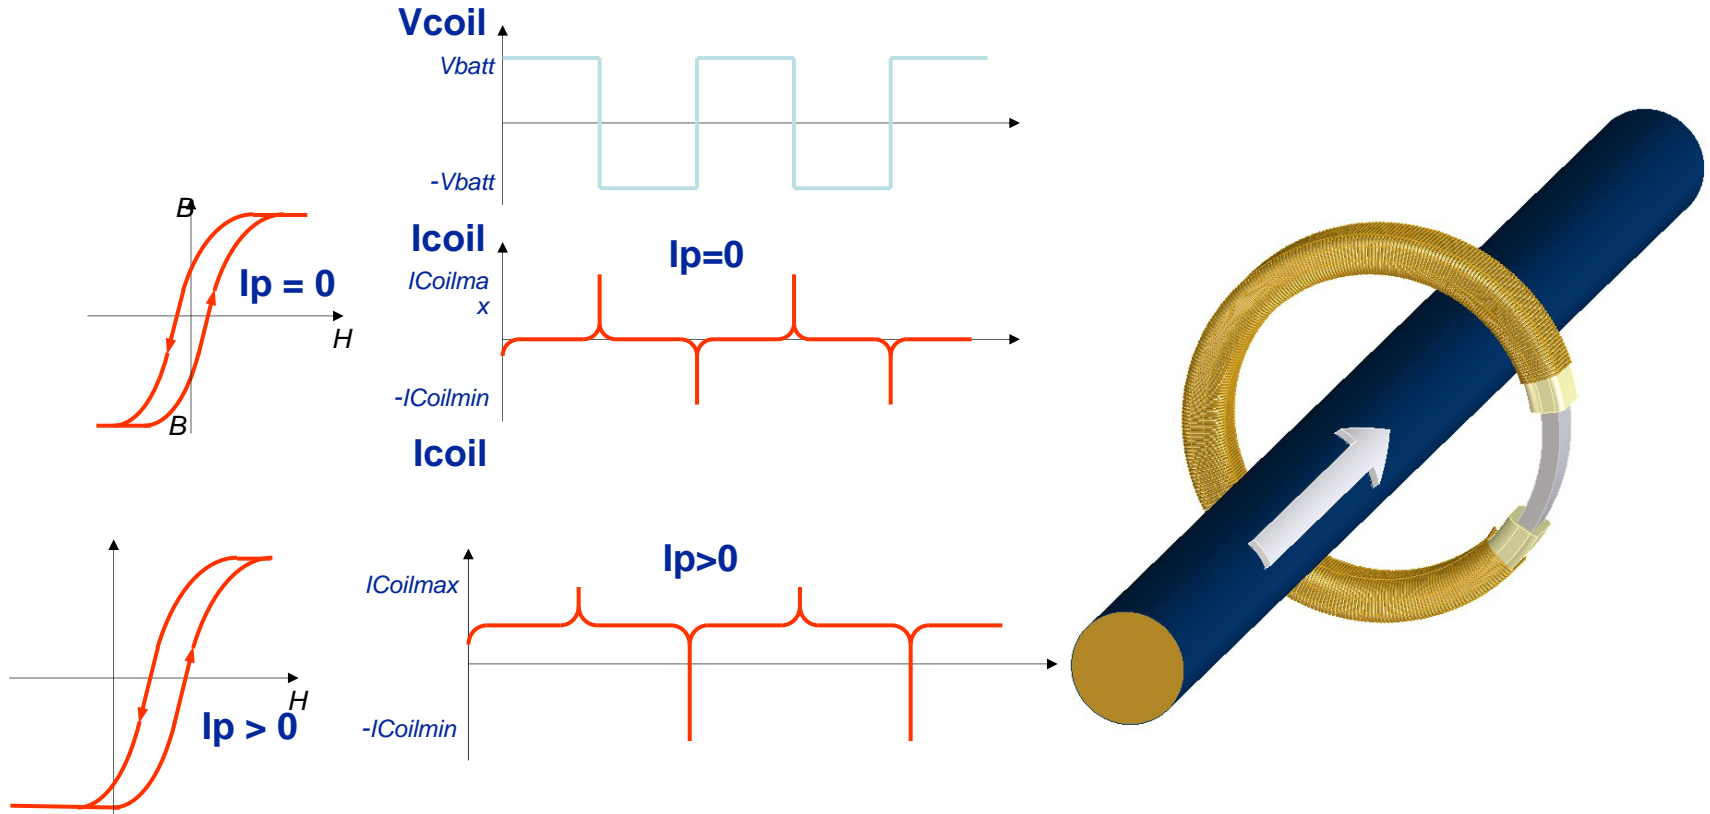 Vcoil
Vbatt
-Vbatt
B
Ip = 0
H
B
Icoil
Ip=0
ICoilma
x
-ICoilmin
Icoil
Ip>0
ICoilmax
-ICoilmin
H
Ip > 0